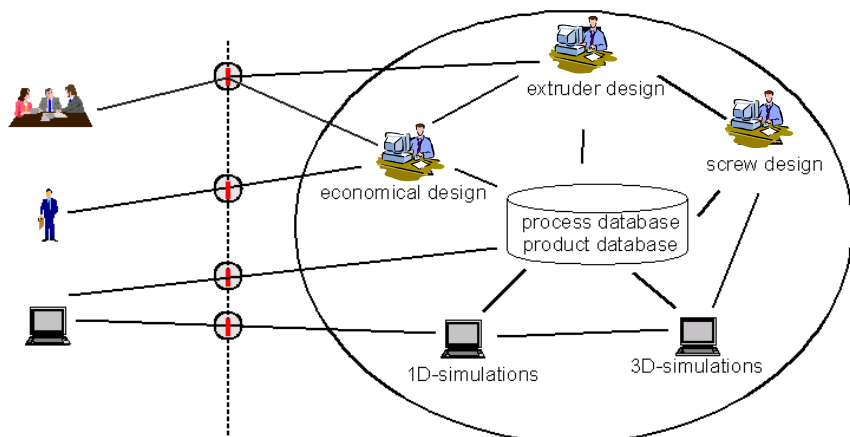 extruder design
screw design
economical design
process database
product database
1D-simulations
3D-simulations